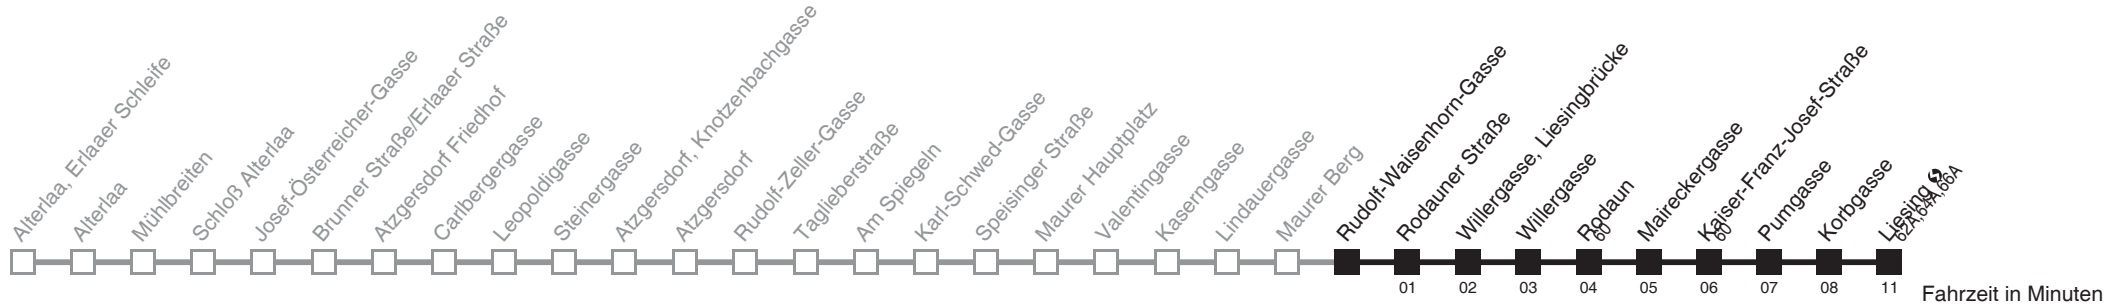 Alterlaa, Erlaaer Schleife
Alterlaa
Mühlbreiten
Schloß Alterlaa
Josef-Österreicher-Gasse
Brunner Straße/Erlaaer Straße
Atzgersdorf Friedhof
Carlbergergasse
Leopoldigasse
Steinergasse
Atzgersdorf, Knotzenbachgasse
Atzgersdorf
Rudolf-Zeller-Gasse
Taglieberstraße
Am Spiegeln
Karl-Schwed-Gasse
Speisinger Straße
Maurer Hauptplatz
Valentingasse
Kaserngasse
Lindauergasse
Maurer Berg
Rudolf-Waisenhorn-Gasse
Rodauner Straße
Willergasse, Liesingbrücke
Willergasse
Rodaun
60
Maireckergasse
Kaiser-Franz-Josef-Straße
60
Pumgasse
Korbgasse
Liesing
62A,64A,66A
01 02 03 04 05 06 07 08 11
Fahrzeit in Minuten